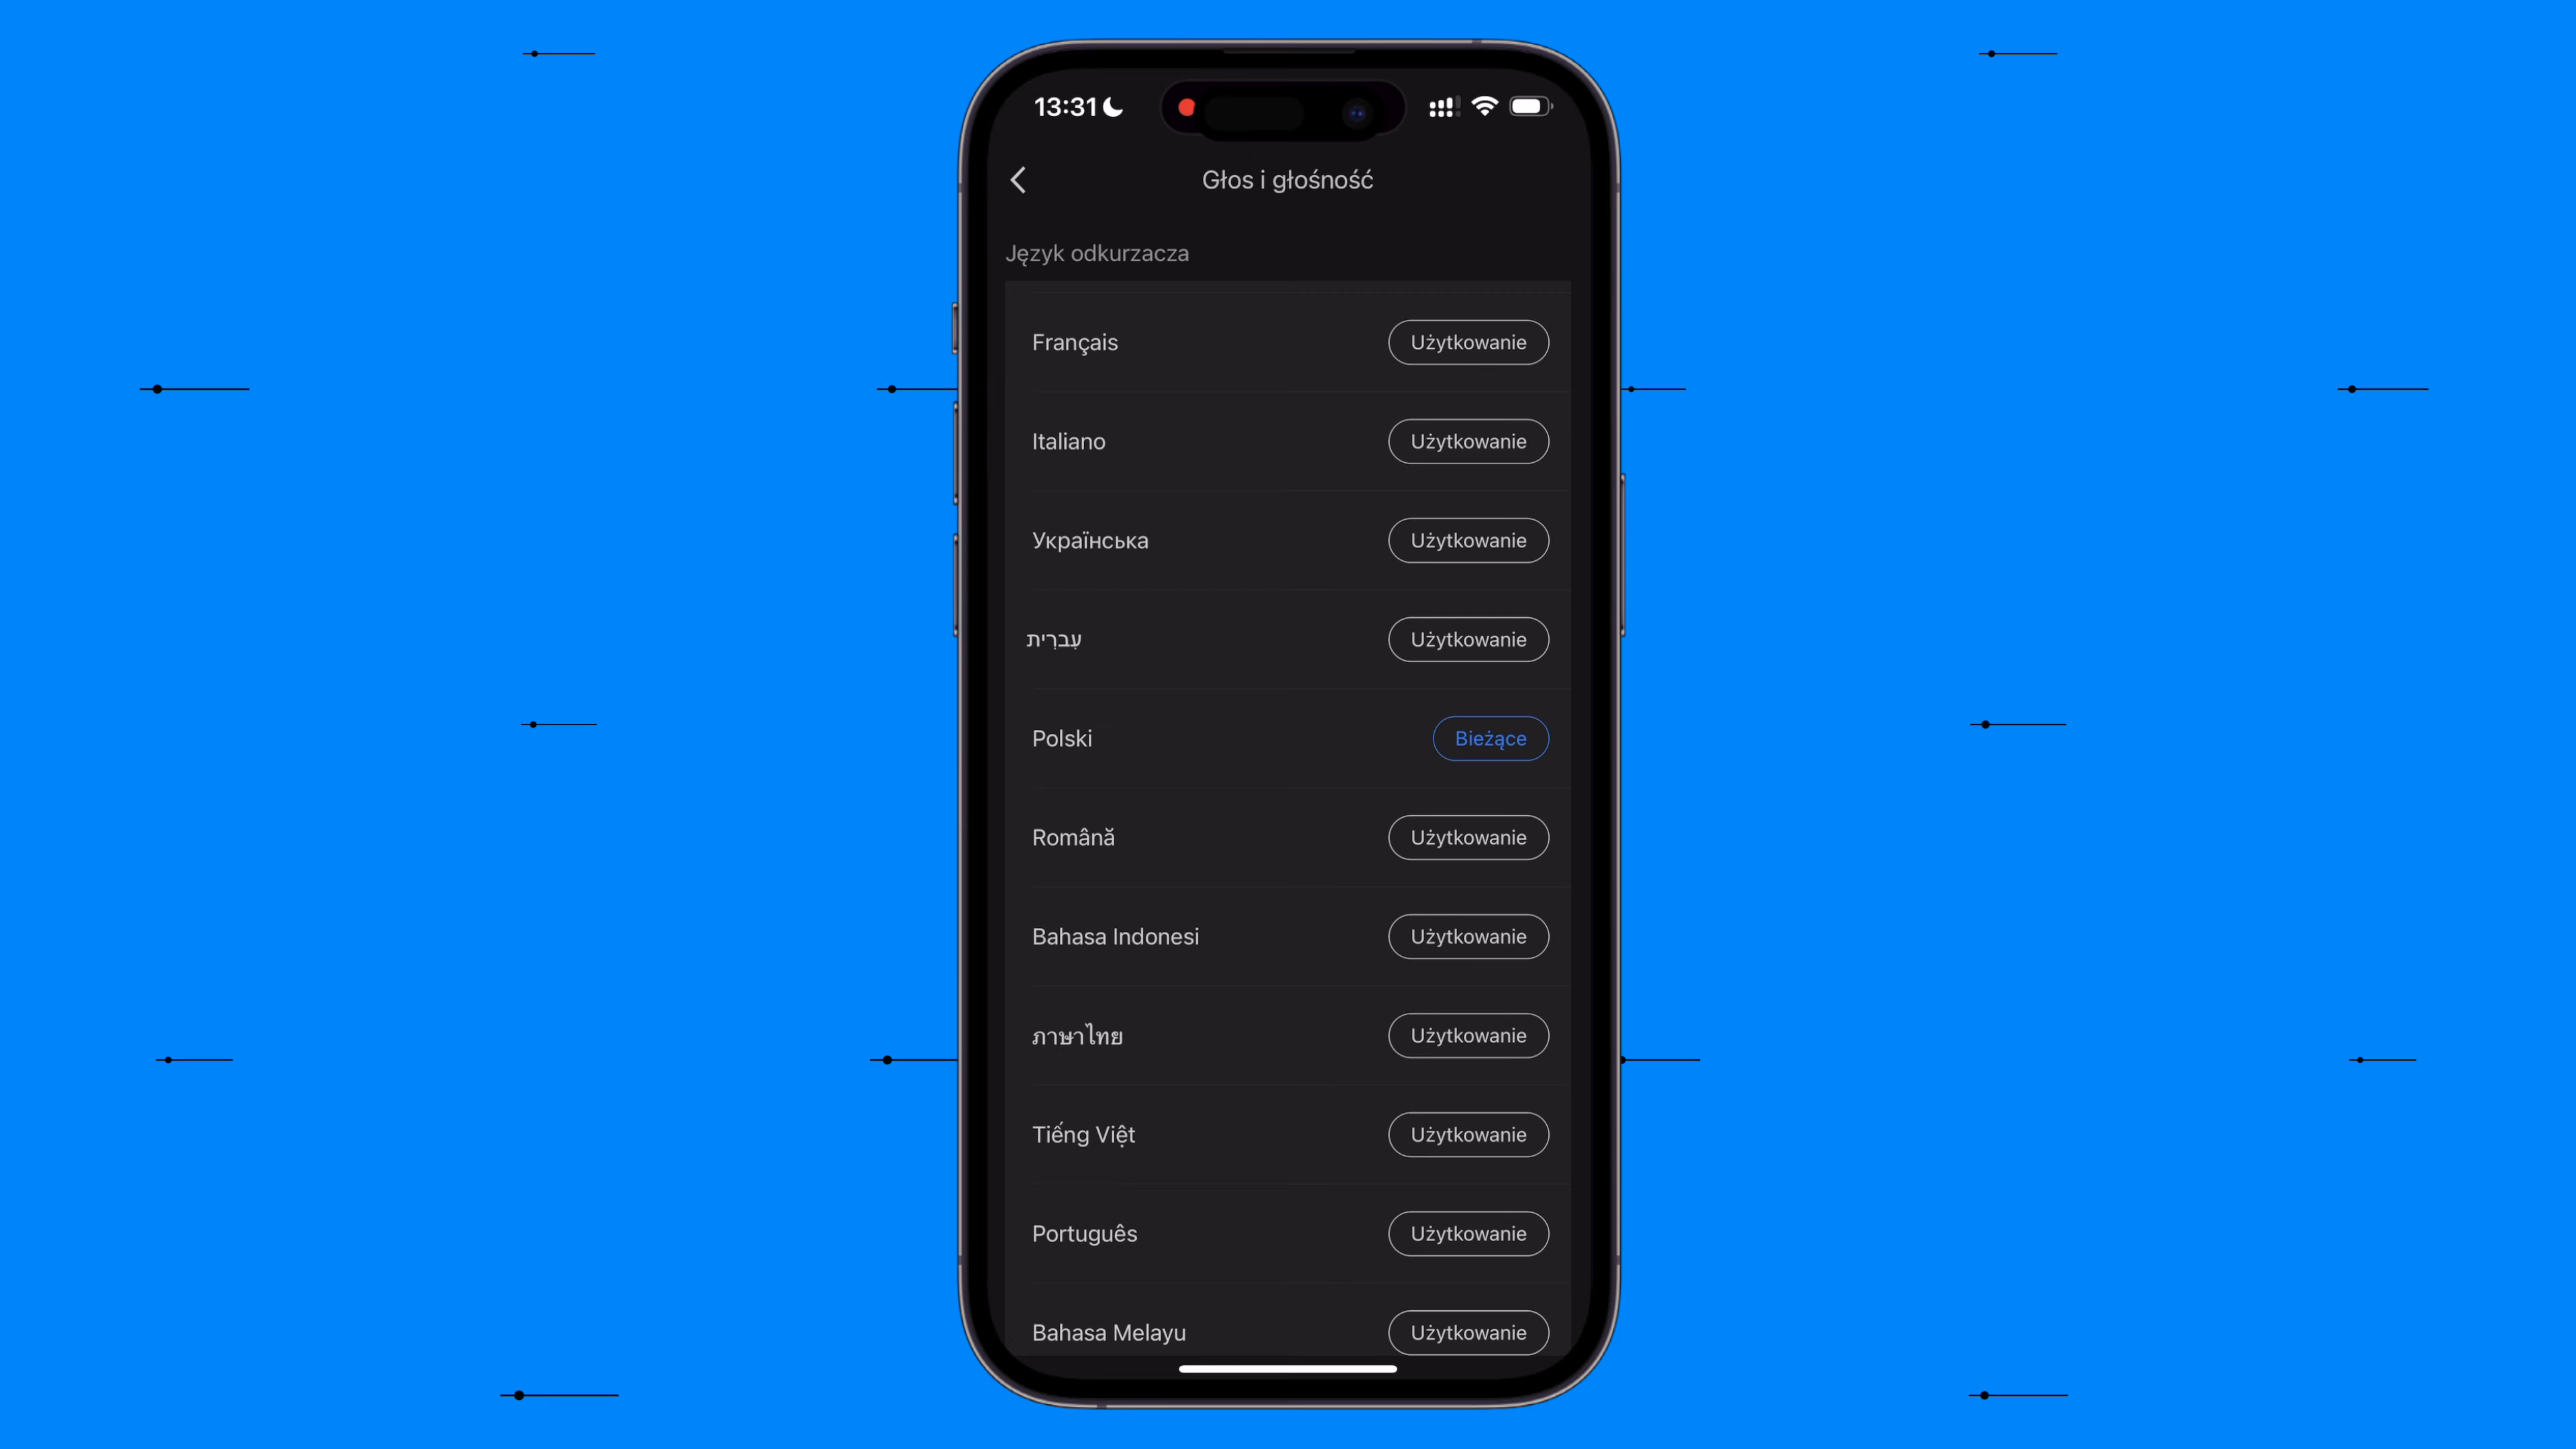 13:31
Głos i głośność
Język odkurzacza
Français Użytkowanie
Italiano Użytkowanie
Українська Użytkowanie
עִברִית Użytkowanie
Polski Bieżące
Română Użytkowanie
Bahasa Indonesi Użytkowanie
ภาษาไทย Użytkowanie
Tiếng Việt Użytkowanie
Português Użytkowanie
Bahasa Melayu Użytkowanie